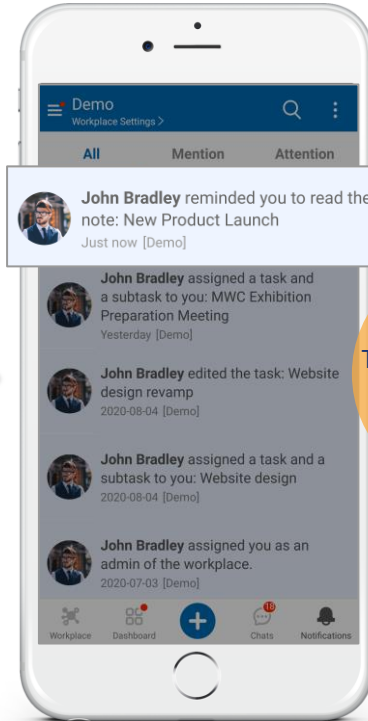 Demo
Workplace Settings >
All Mention Attention
John Bradley reminded you to read the
note: New Product Launch
Just now [Demo]
John Bradley assigned a task and
a subtask to you: MWC Exhibition
Preparation Meeting
Yesterday [Demo]
T
John Bradley edited the task: Website
design revamp
2020-08-04 [Demo]
John Bradley assigned a task and a
subtask to you: Website design
2020-08-04 [Demo]
John Bradley assigned you as an
admin of the workplace.
2020-07-03 [Demo]
18
Workplace Dashboard Chats Notifications